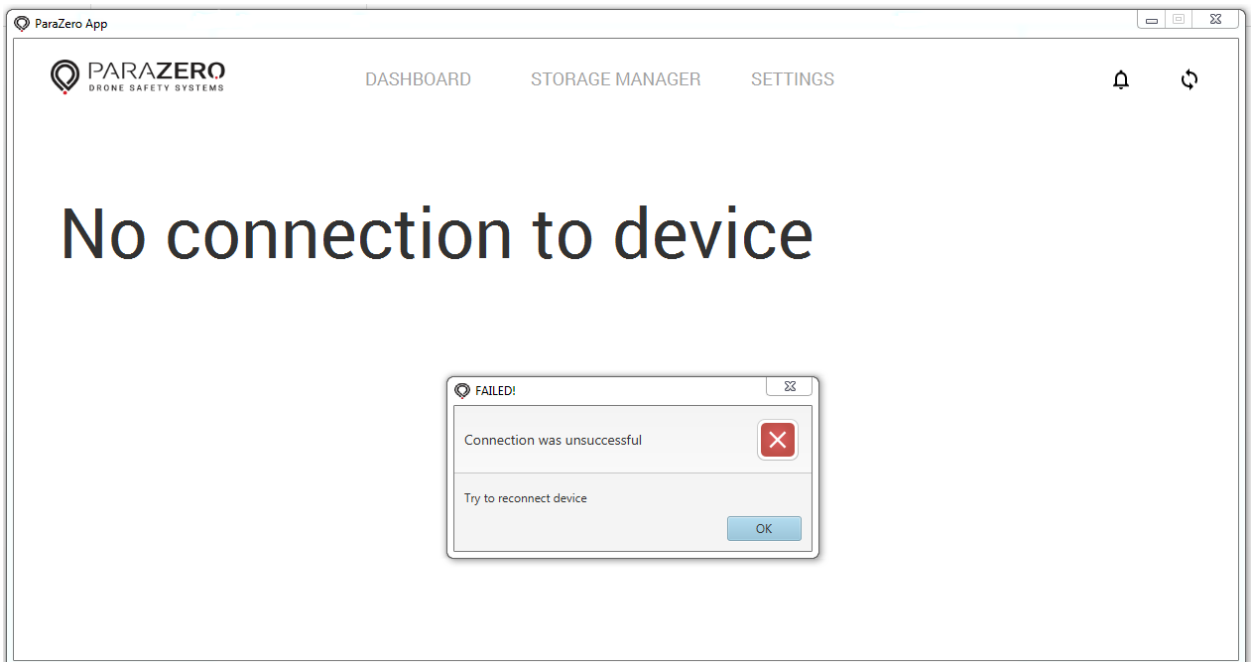 ParaZero App
PARAZERO
DRONE SAFETY SYSTEMS
DASHBOARD STORAGE MANAGER SETTINGS
No connection to device
FAILED!
Connection was unsuccessful
Try to reconnect device
OK